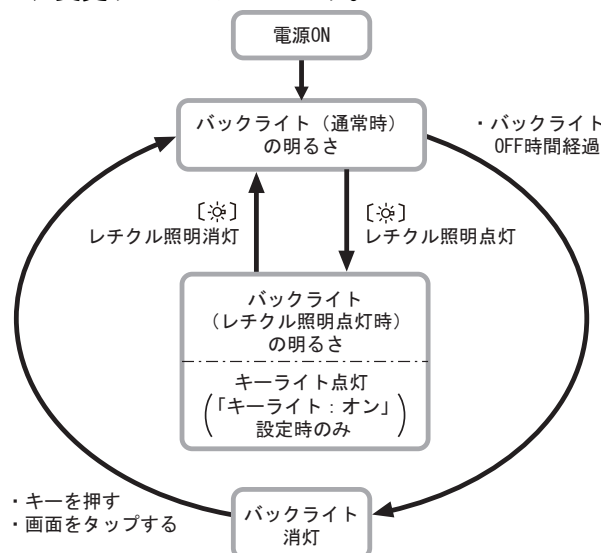 電源ON
バックライト（通常時）
の明るさ
・バックライト
OFF時間経過
〔☼〕
レチクル照明消灯
〔☼〕
レチクル照明点灯
バックライト
（レチクル照明点灯時）
の明るさ
キーライト点灯
（「キーライト：オン」
設定時のみ）
・キーを押す
・画面をタップする
バックライト
消灯